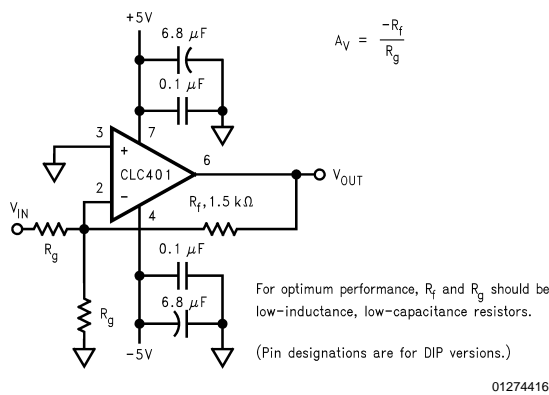 +5V
6.8 μF
0.1 μF
A_V = -R_f / R_g
3
7
+
CLC401
6
V_OUT
2
-
4
R_f, 1.5 kΩ
V_IN
R_g
0.1 μF
R_g
6.8 μF
-5V
For optimum performance, R_f and R_g should be
low-inductance, low-capacitance resistors.
(Pin designations are for DIP versions.)
01274416